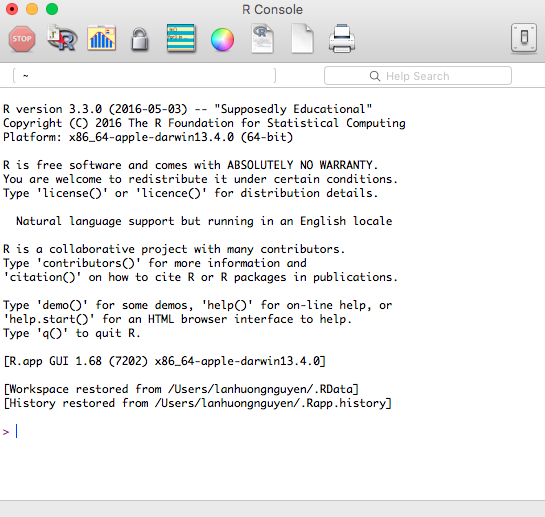 R Console
STOP
~
Help Search
R version 3.3.0 (2016-05-03) -- "Supposedly Educational"
Copyright (C) 2016 The R Foundation for Statistical Computing
Platform: x86_64-apple-darwin13.4.0 (64-bit)
R is free software and comes with ABSOLUTELY NO WARRANTY.
You are welcome to redistribute it under certain conditions.
Type 'license()' or 'licence()' for distribution details.
Natural language support but running in an English locale
R is a collaborative project with many contributors.
Type 'contributors()' for more information and
'citation()' on how to cite R or R packages in publications.
Type 'demo()' for some demos, 'help()' for on-line help, or
'help.start()' for an HTML browser interface to help.
Type 'q()' to quit R.
[R.app GUI 1.68 (7202) x86_64-apple-darwin13.4.0]
[Workspace restored from /Users/lanhuongnguyen/.RData]
[History restored from /Users/lanhuongnguyen/.Rapp.history]
>